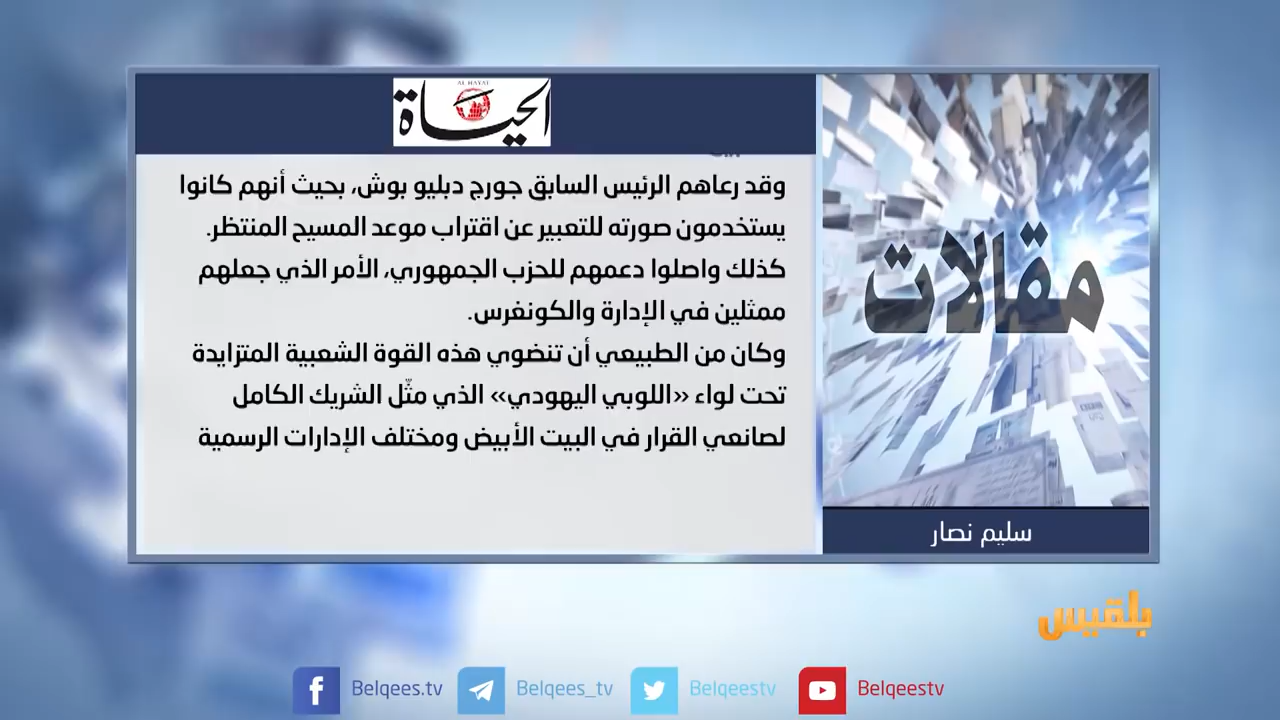 AL HAYAT
الحياة
وقد رعاهم الرئيس السابق جورج دبليو بوش، بحيث أنهم كانوا
يستخدمون صورته للتعبير عن اقتراب موعد المسيح المنتظر.
كذلك واصلوا دعمهم للحزب الجمهوري، الأمر الذي جعلهم
ممثلين في الإدارة والكونغرس.
وكان من الطبيعي أن تنضوي هذه القوة الشعبية المتزايدة
تحت لواء «اللوبي اليهودي» الذي مثّل الشريك الكامل
لصانعي القرار في البيت الأبيض ومختلف الإدارات الرسمية
مقالات
سليم نصار
بلقيس
Belqees.tv
Belqees_tv
Belqeestv
Belqeestv